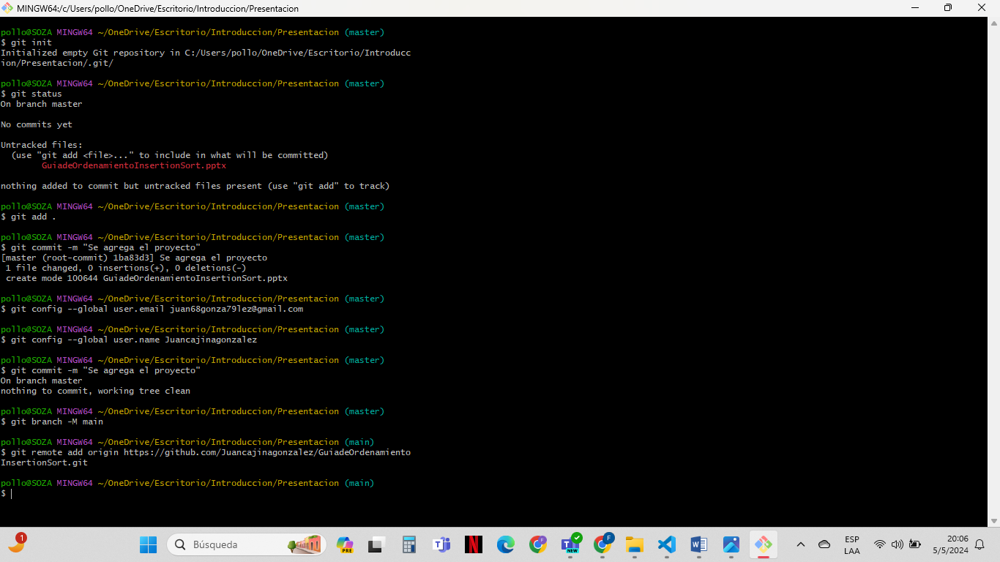 MINGW64:/c/Users/pollo/OneDrive/Escritorio/Introduccion/Presentacion
pollo@SOZA MINGW64 ~/OneDrive/Escritorio/Introduccion/Presentacion (master)
$ git init
Initialized empty Git repository in C:/Users/pollo/OneDrive/Escritorio/Introducc
ion/Presentacion/.git/
pollo@SOZA MINGW64 ~/OneDrive/Escritorio/Introduccion/Presentacion (master)
$ git status
On branch master
No commits yet
Untracked files:
(use "git add <file>..." to include in what will be committed)
GuiadeOrdenamientoInsertionSort.pptx
nothing added to commit but untracked files present (use "git add" to track)
pollo@SOZA MINGW64 ~/OneDrive/Escritorio/Introduccion/Presentacion (master)
$ git add .
pollo@SOZA MINGW64 ~/OneDrive/Escritorio/Introduccion/Presentacion (master)
$ git commit -m "Se agrega el proyecto"
[master (root-commit) 1ba83d3] Se agrega el proyecto
1 file changed, 0 insertions(+), 0 deletions(-)
create mode 100644 GuiadeOrdenamientoInsertionSort.pptx
pollo@SOZA MINGW64 ~/OneDrive/Escritorio/Introduccion/Presentacion (master)
$ git config --global user.email juan68gonza79lez@gmail.com
pollo@SOZA MINGW64 ~/OneDrive/Escritorio/Introduccion/Presentacion (master)
$ git config --global user.name Juancajinagonzalez
pollo@SOZA MINGW64 ~/OneDrive/Escritorio/Introduccion/Presentacion (master)
$ git commit -m "Se agrega el proyecto"
On branch master
nothing to commit, working tree clean
pollo@SOZA MINGW64 ~/OneDrive/Escritorio/Introduccion/Presentacion (master)
$ git branch -M main
pollo@SOZA MINGW64 ~/OneDrive/Escritorio/Introduccion/Presentacion (main)
$ git remote add origin https://github.com/Juancajinagonzalez/GuiadeOrdenamiento
InsertionSort.git
pollo@SOZA MINGW64 ~/OneDrive/Escritorio/Introduccion/Presentacion (main)
$
1
Búsqueda
PRE
NEW
F
ESP
LAA
20:06
5/5/2024